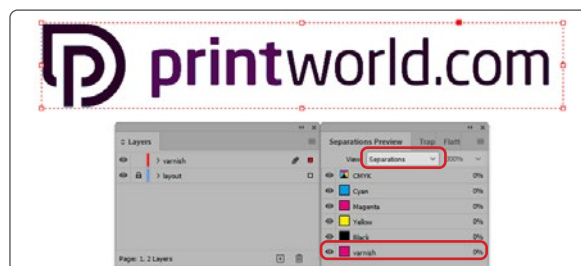 printworld.com
Layers
varnish
layout
Page: 1, 2 Layers
Separations Preview Trap Flatt
View: Separations 300%
CMYK 0%
Cyan 0%
Magenta 0%
Yellow 0%
Black 0%
varnish 0%